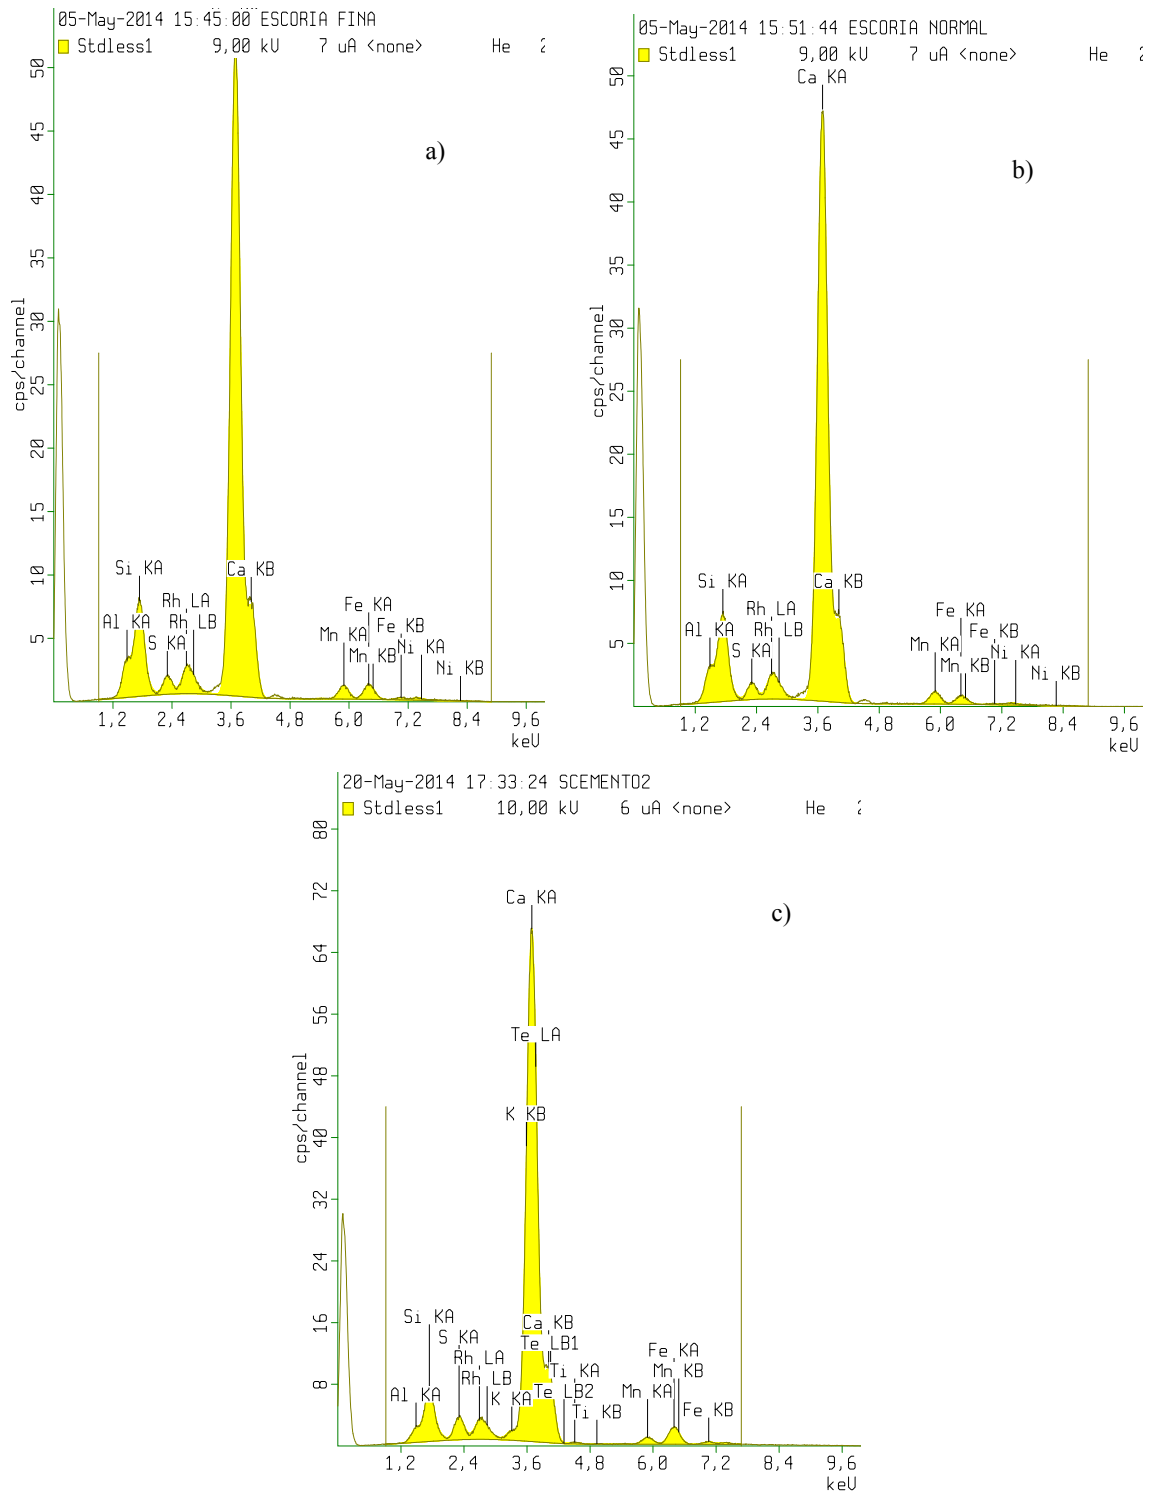 05-May-2014 15:45:00 ESCORIA FINA
Stdless1 9,00 kV 7 uA <none> He
a)
50
45
40
35
30
25
20
15
10
5
cps/channel
Si KA
Ca KB
Rh LA
Fe KA
Al KA
Rh LB
Fe KB
S KA
Mn KA
Ni KA
Mn KB
Ni KB
1,2 2,4 3,6 4,8 6,0 7,2 8,4 9,6
keV
05-May-2014 15:51:44 ESCORIA NORMAL
Stdless1 9,00 kV 7 uA <none> He
Ca KA
b)
50
45
40
35
30
25
20
15
10
5
cps/channel
Si KA
Ca KB
Rh LA
Fe KA
Al KA
Rh LB
Fe KB
S KA
Mn KA
Ni KA
Mn KB
Ni KB
1,2 2,4 3,6 4,8 6,0 7,2 8,4 9,6
keV
20-May-2014 17:33:24 SCEMENTO2
Stdless1 10,00 kV 6 uA <none> He
Ca KA
c)
80
72
64
56
48
40
32
24
16
8
cps/channel
Te LA
K KB
Si KA
Ca KB
S KA
Te LB1
Rh LA
Fe KA
Ti KA
Mn KB
Rh LB
Al KA
K KA
Te LB2
Mn KA
Ti KB
Fe KB
1,2 2,4 3,6 4,8 6,0 7,2 8,4 9,6
keV